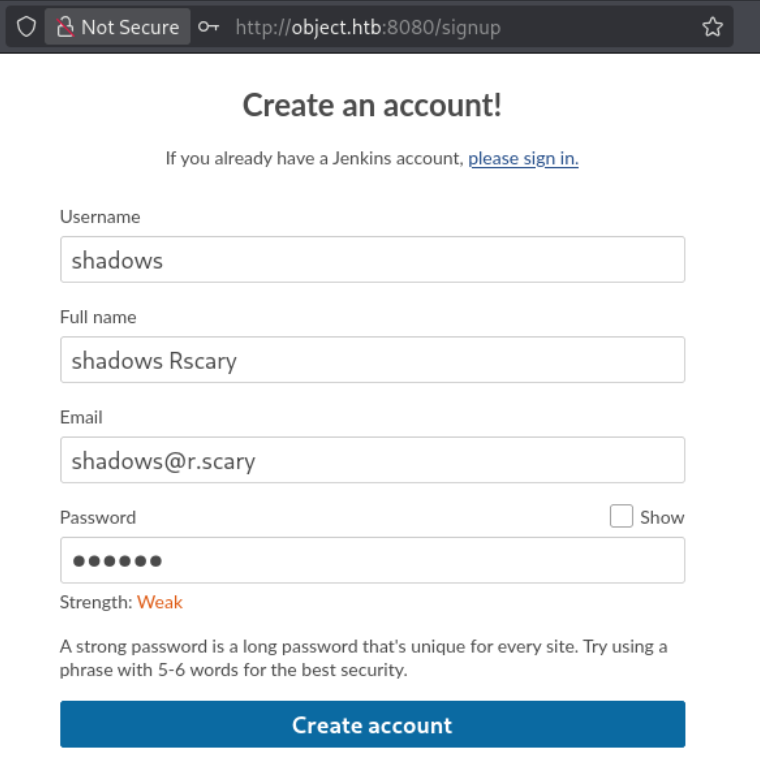 Not Secure http://object.htb:8080/signup
Create an account!
If you already have a Jenkins account, please sign in.
Username
shadows
Full name
shadows Rscary
Email
shadows@r.scary
Password Show
●●●●●●
Strength: Weak
A strong password is a long password that's unique for every site. Try using a
phrase with 5-6 words for the best security.
Create account